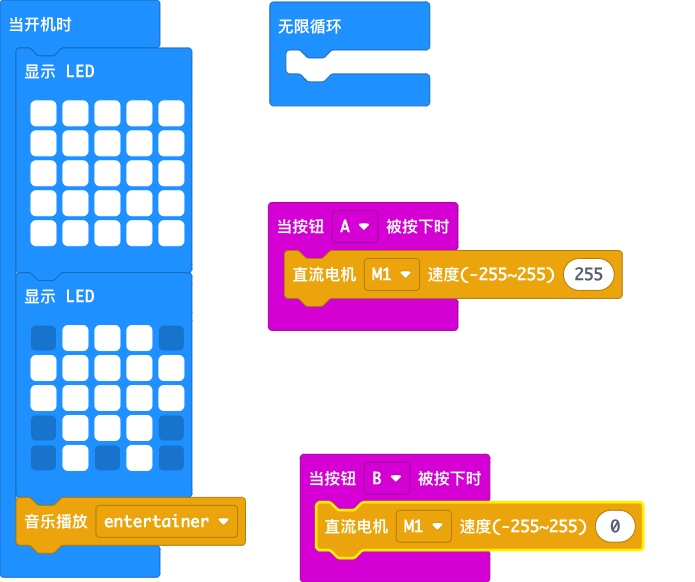 当开机时
显示 LED
显示 LED
音乐播放 entertainer
无限循环
当按钮 A 被按下时
直流电机 M1 速度(-255~255) 255
当按钮 B 被按下时
直流电机 M1 速度(-255~255) 0